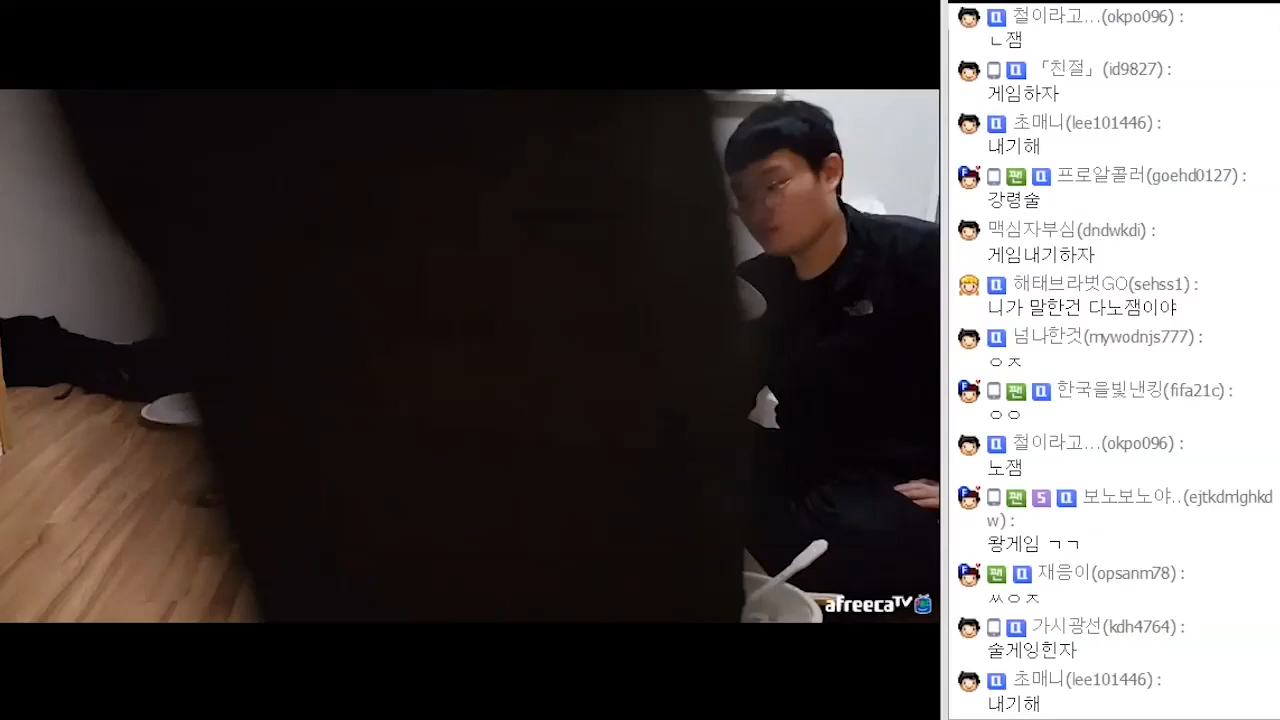 철이라고...(okpo096) :
ㄴ잼
「친절」(id9827) :
게임하자
초매니(lee101446) :
내기해
팬 프로알콜러(goehd0127) :
강령술
맥심자부심(dndwkdi) :
게임내기하자
해태브라벗GO(sehss1) :
니가 말한건 다노잼이야
넘나한것(mywodnjs777) :
ㅇㅈ
팬 한국을빛낸킹(fifa21c) :
ㅇㅇ
철이라고...(okpo096) :
노잼
팬 S 보노보노야..(ejtkdmlghkd
w) :
왕게임 ㄱㄱ
팬 재응이(opsanm78) :
ㅆㅇㅈ
가시광선(kdh4764) :
술게잉힌자
초매니(lee101446) :
내기해
afreecaTV